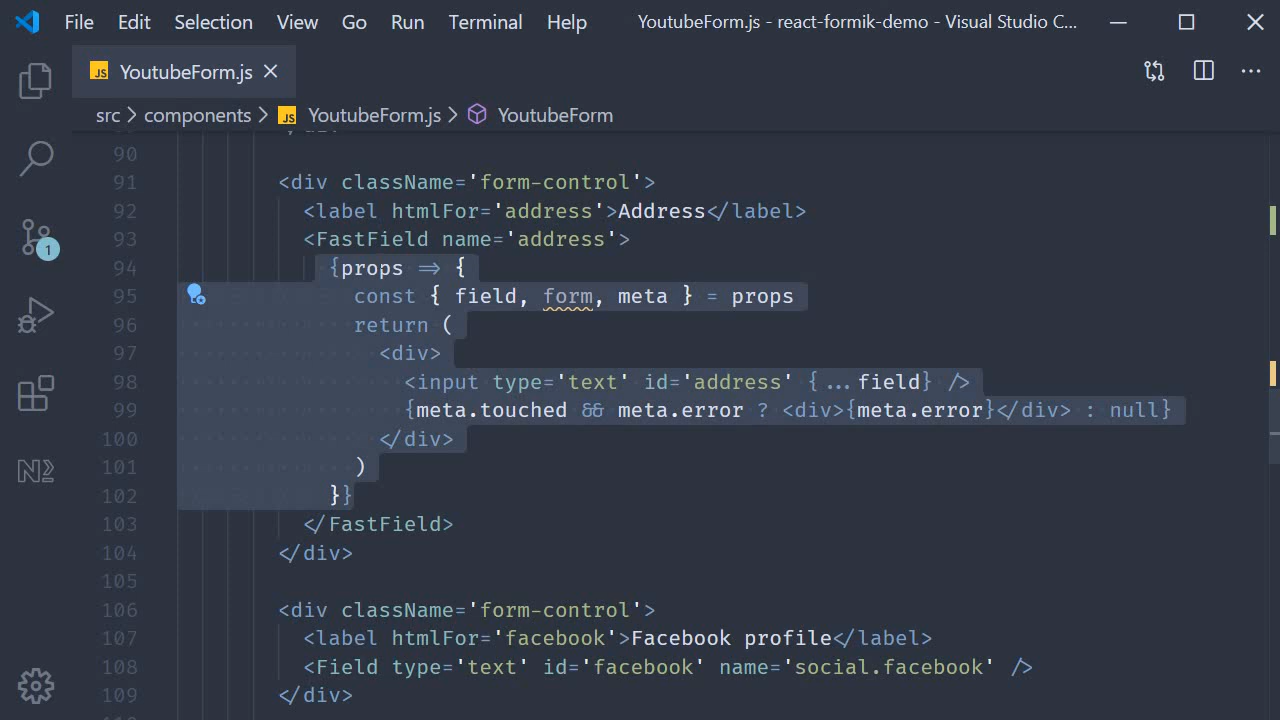 File Edit Selection View Go Run Terminal Help YoutubeForm.js - react-formik-demo - Visual Studio C...
JS YoutubeForm.js
src > components > JS YoutubeForm.js > YoutubeForm
90
91 <div className='form-control'>
92 <label htmlFor='address'>Address</label>
93 <FastField name='address'>
94 {props => {
95 const { field, form, meta } = props
96 return (
97 <div>
98 <input type='text' id='address' {...field} />
99 {meta.touched && meta.error ? <div>{meta.error}</div> : null}
100 </div>
101 )
102 }}
103 </FastField>
104 </div>
105
106 <div className='form-control'>
107 <label htmlFor='facebook'>Facebook profile</label>
108 <Field type='text' id='facebook' name='social.facebook' />
109 </div>
1